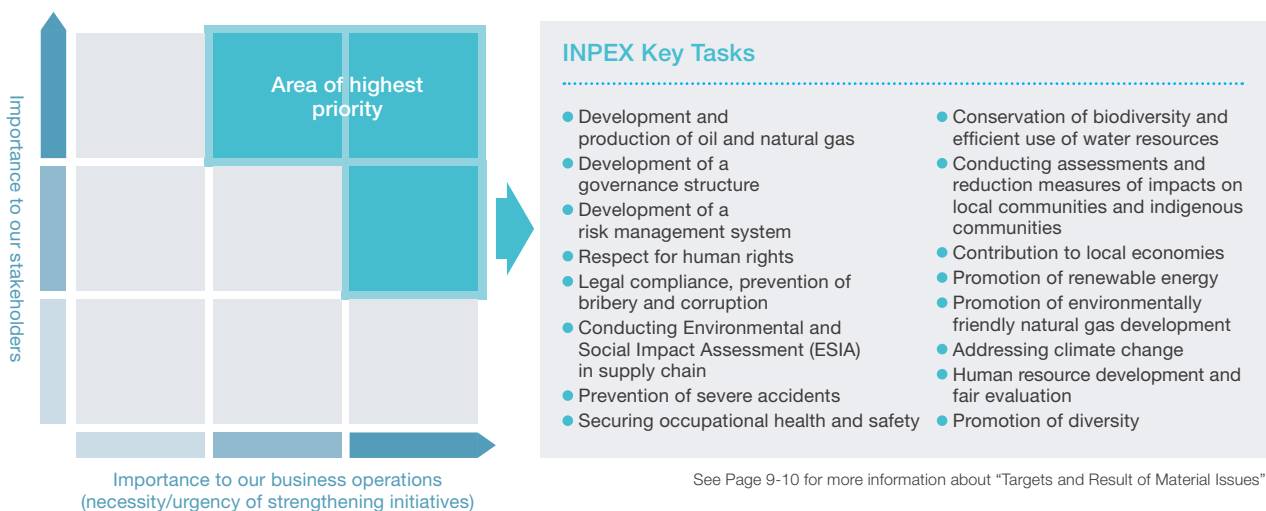 Importance to our stakeholders
Area of highest
priority
Importance to our business operations
(necessity/urgency of strengthening initiatives)
INPEX Key Tasks
Development and
production of oil and natural gas
Development of a
governance structure
Development of a
risk management system
Respect for human rights
Legal compliance, prevention of
bribery and corruption
Conducting Environmental and
Social Impact Assessment (ESIA)
in supply chain
Prevention of severe accidents
Securing occupational health and safety
Conservation of biodiversity and
efficient use of water resources
Conducting assessments and
reduction measures of impacts on
local communities and indigenous
communities
Contribution to local economies
Promotion of renewable energy
Promotion of environmentally
friendly natural gas development
Addressing climate change
Human resource development and
fair evaluation
Promotion of diversity
See Page 9-10 for more information about “Targets and Result of Material Issues”